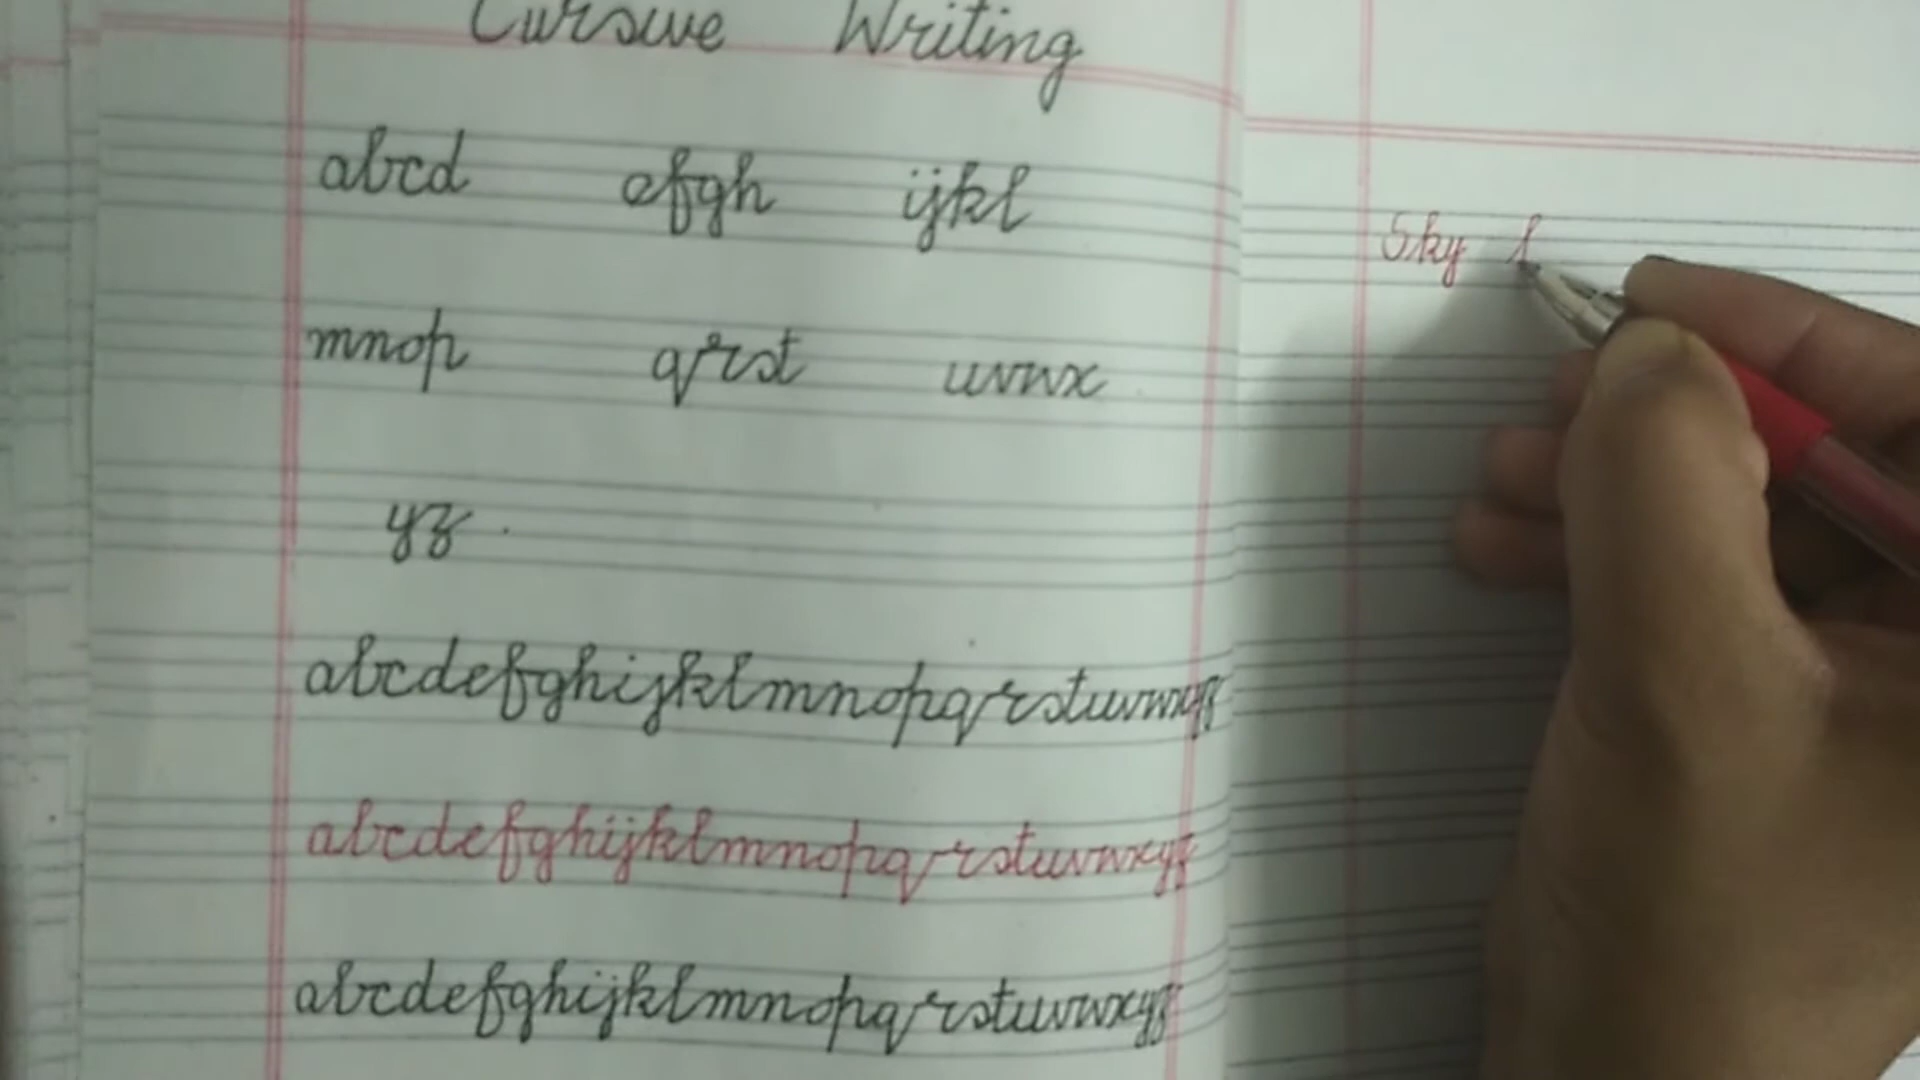 Cursive Writing
abcd efgh ijkl
mnop qrst uvwx
yz
abcdefghijklmnopqrstuvwxyz
abcdefghijklmnopqrstuvwxyz
abcdefghijklmnopqrstuvwxyz
Sky